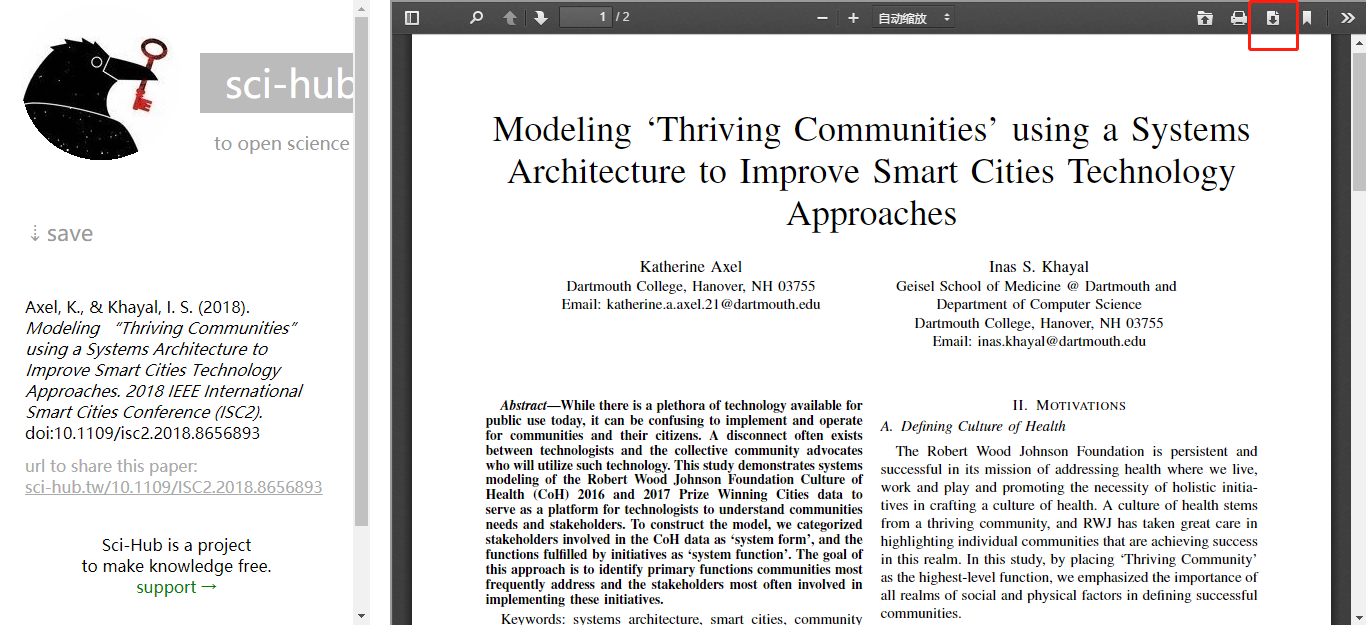 sci-hub
to open science
⇣ save
Axel, K., & Khayal, I. S. (2018).
Modeling “Thriving Communities”
using a Systems Architecture to
Improve Smart Cities Technology
Approaches. 2018 IEEE International
Smart Cities Conference (ISC2).
doi:10.1109/isc2.2018.8656893
url to share this paper:
sci-hub.tw/10.1109/ISC2.2018.8656893
Sci-Hub is a project
to make knowledge free.
support →
1 / 2
自动缩放
Modeling ‘Thriving Communities’ using a Systems
Architecture to Improve Smart Cities Technology
Approaches
Katherine Axel
Dartmouth College, Hanover, NH 03755
Email: katherine.a.axel.21@dartmouth.edu
Inas S. Khayal
Geisel School of Medicine @ Dartmouth and
Department of Computer Science
Dartmouth College, Hanover, NH 03755
Email: inas.khayal@dartmouth.edu
Abstract—While there is a plethora of technology available for
public use today, it can be confusing to implement and operate
for communities and their citizens. A disconnect often exists
between technologists and the collective community advocates
who will utilize such technology. This study demonstrates systems
modeling of the Robert Wood Johnson Foundation Culture of
Health (CoH) 2016 and 2017 Prize Winning Cities data to
serve as a platform for technologists to understand communities
needs and stakeholders. To construct the model, we categorized
stakeholders involved in the CoH data as ‘system form’, and the
functions fulfilled by initiatives as ‘system function’. The goal of
this approach is to identify primary functions communities most
frequently address and the stakeholders most often involved in
implementing these initiatives.
Keywords: systems architecture, smart cities, community
II. MOTIVATIONS
A. Defining Culture of Health
The Robert Wood Johnson Foundation is persistent and
successful in its mission of addressing health where we live,
work and play and promoting the necessity of holistic initia-
tives in crafting a culture of health. A culture of health stems
from a thriving community, and RWJ has taken great care in
highlighting individual communities that are achieving success
in this realm. In this study, by placing ‘Thriving Community’
as the highest-level function, we emphasized the importance of
all realms of social and physical factors in defining successful
communities.